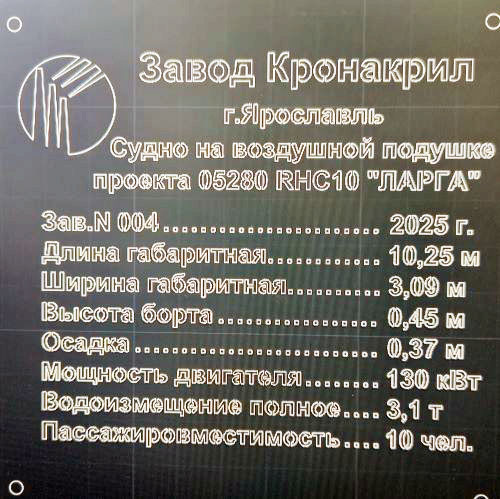 Завод Кронакрил
г.Ярославль
Судно на воздушной подушке
проекта 05280 RHC10 "ЛАРГА"
Зав.N 004........................ 2025 г.
Длина габаритная............ 10,25 м
Ширина габаритная.......... 3,09 м
Высота борта.................. 0,45 м
Осадка........................... 0,37 м
Мощность двигателя........ 130 кВт
Водоизмещение полное.... 3,1 т
Пассажировместимость.... 10 чел.